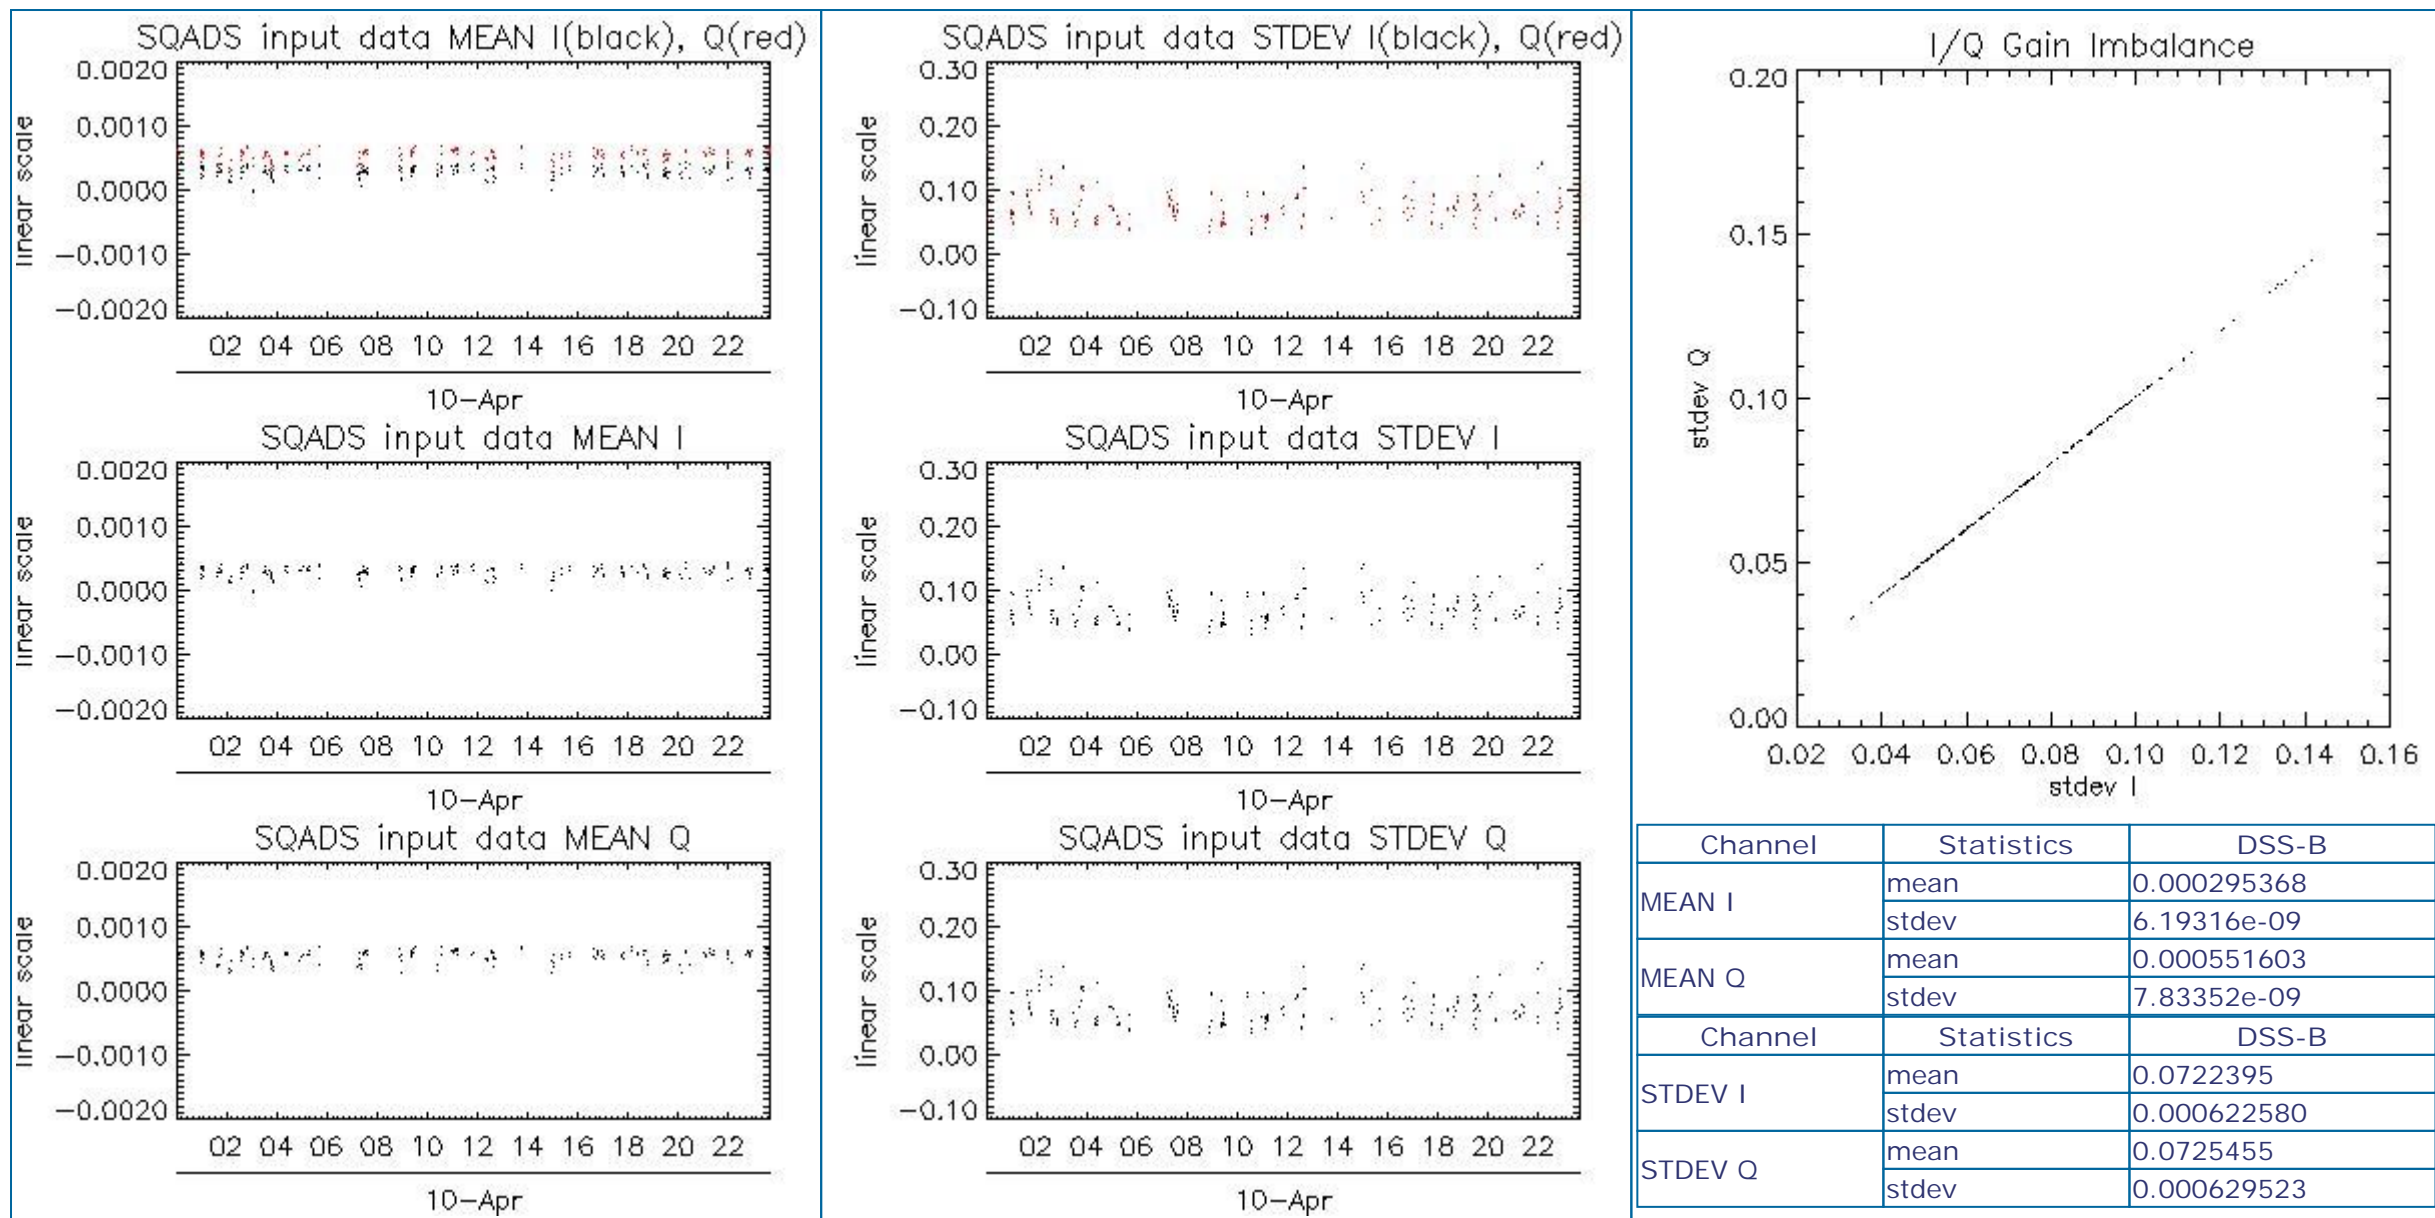 SQADS input data MEAN I(black), Q(red)
linear scale
0.0020
0.0010
0.0000
-0.0010
-0.0020
02 04 06 08 10 12 14 16 18 20 22
10-Apr
SQADS input data MEAN I
linear scale
0.0020
0.0010
0.0000
-0.0010
-0.0020
02 04 06 08 10 12 14 16 18 20 22
10-Apr
SQADS input data MEAN Q
linear scale
0.0020
0.0010
0.0000
-0.0010
-0.0020
02 04 06 08 10 12 14 16 18 20 22
10-Apr
SQADS input data STDEV I(black), Q(red)
linear scale
0.30
0.20
0.10
0.00
-0.10
02 04 06 08 10 12 14 16 18 20 22
10-Apr
SQADS input data STDEV I
linear scale
0.30
0.20
0.10
0.00
-0.10
02 04 06 08 10 12 14 16 18 20 22
10-Apr
SQADS input data STDEV Q
linear scale
0.30
0.20
0.10
0.00
-0.10
02 04 06 08 10 12 14 16 18 20 22
10-Apr
I/Q Gain Imbalance
stdev Q
0.20
0.15
0.10
0.05
0.00
0.02 0.04 0.06 0.08 0.10 0.12 0.14 0.16
stdev I
Channel Statistics DSS-B
MEAN I mean 0.000295368
stdev 6.19316e-09
MEAN Q mean 0.000551603
stdev 7.83352e-09
Channel Statistics DSS-B
STDEV I mean 0.0722395
stdev 0.000622580
STDEV Q mean 0.0725455
stdev 0.000629523